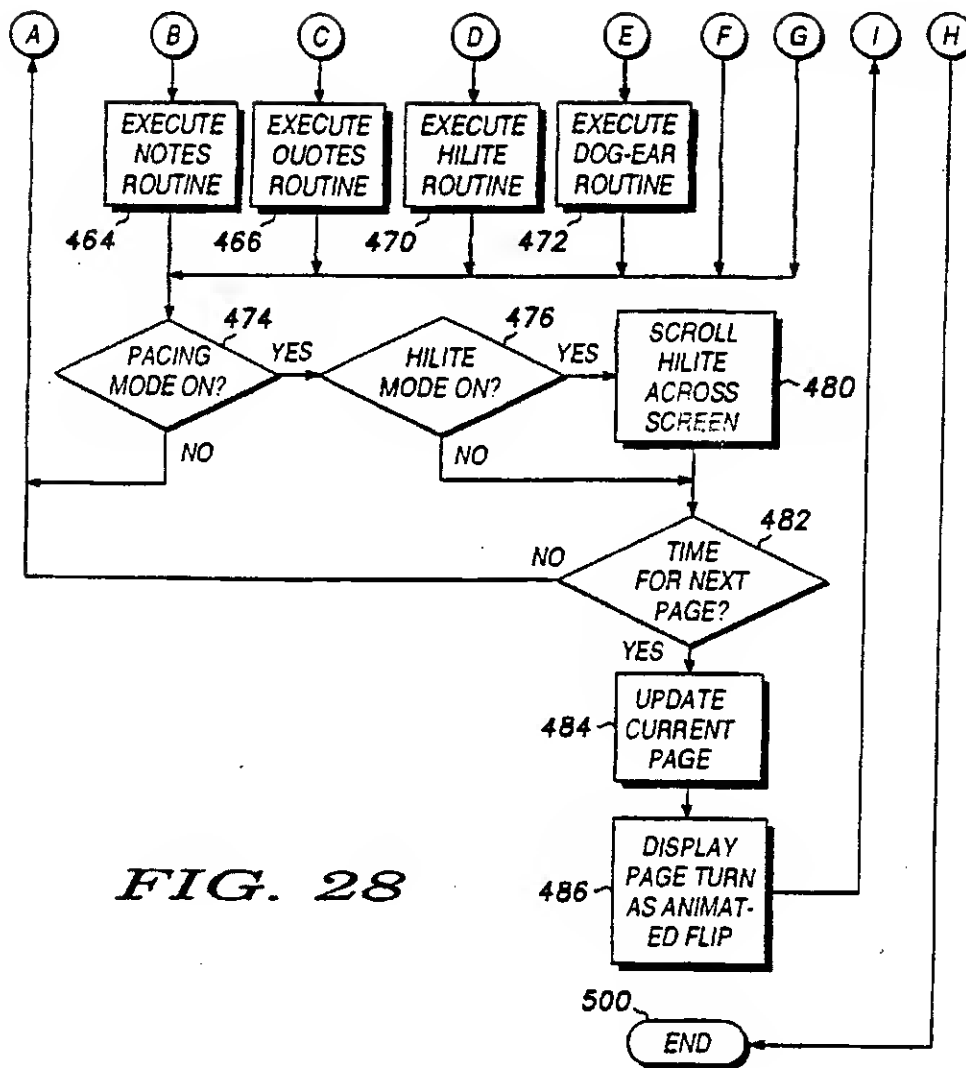 A B C D E F G I H
EXECUTE
NOTES
ROUTINE
464
EXECUTE
QUOTES
ROUTINE
466
EXECUTE
HILITE
ROUTINE
470
EXECUTE
DOG-EAR
ROUTINE
472
PACING
MODE ON?
474
YES
NO
HILITE
MODE ON?
476
YES
NO
SCROLL
HILITE
ACROSS
SCREEN
480
TIME
FOR NEXT
PAGE?
482
NO
YES
UPDATE
CURRENT
PAGE
484
DISPLAY
PAGE TURN
AS ANIMAT-
ED FLIP
486
FIG. 28
500
END